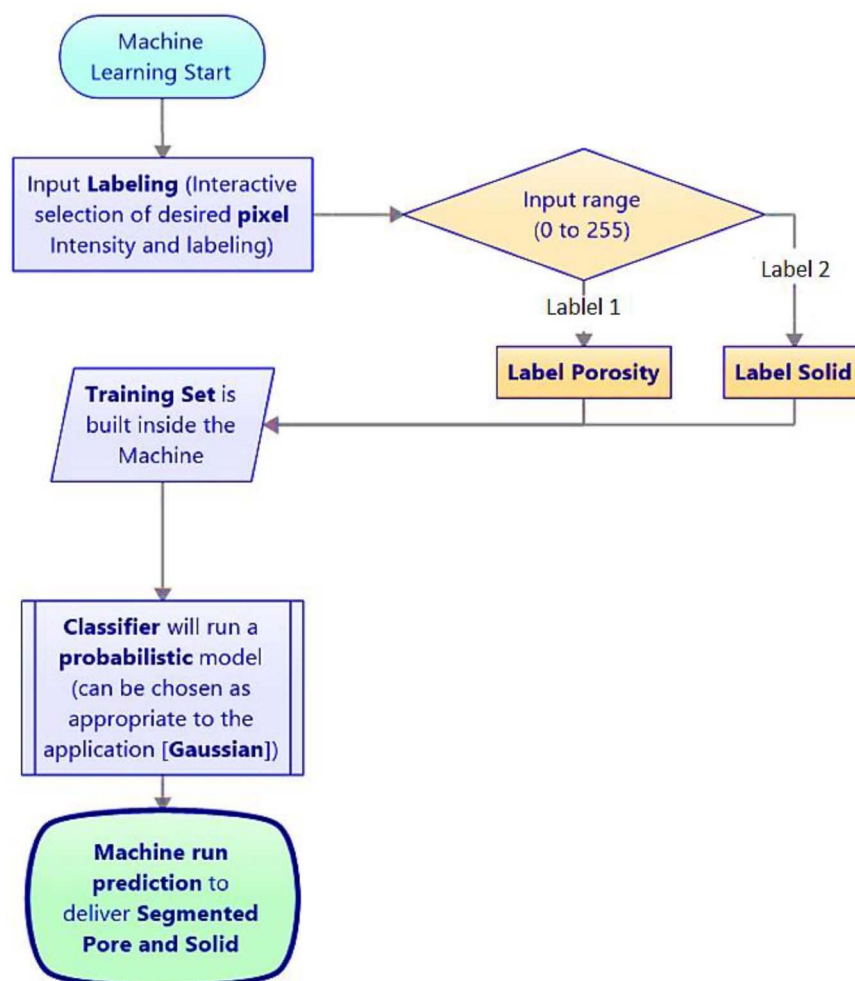 Machine
Learning Start
Input Labeling (Interactive
selection of desired pixel
Intensity and labeling)
Input range
(0 to 255)
Label 2
Lablel 1
Label Porosity
Label Solid
Training Set is
built inside the
Machine
Classifier will run a
probabilistic model
(can be chosen as
appropriate to the
application [Gaussian])
Machine run
prediction to
deliver Segmented
Pore and Solid